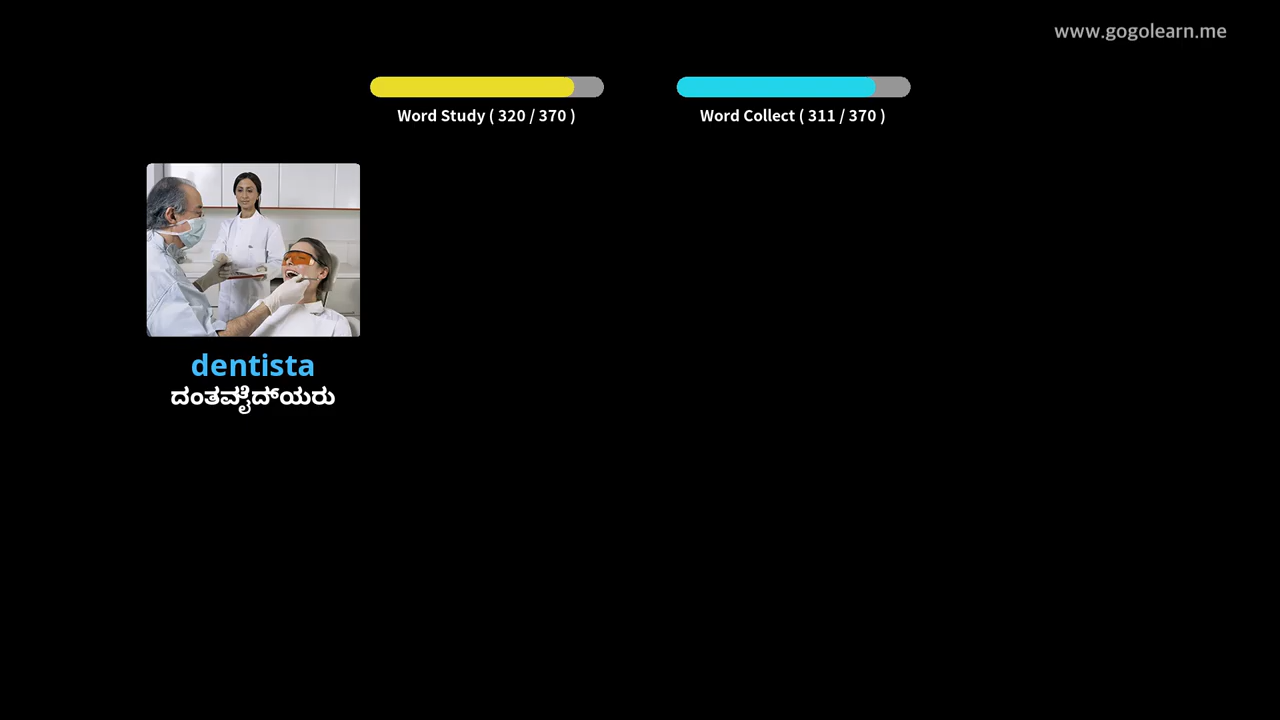 www.gogolearn.me
Word Study ( 320 / 370 )
Word Collect ( 311 / 370 )
dentista
ದಂತವೈದ್ಯರು